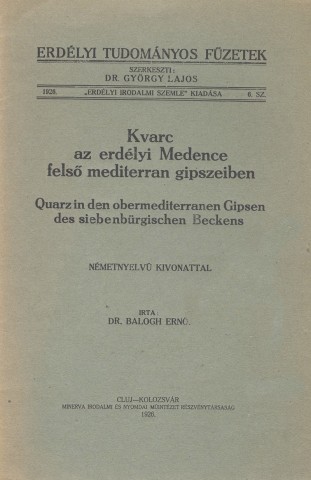 ERDÉLYI TUDOMÁNYOS FÜZETEK
SZERKESZTI:
DR. GYÖRGY LAJOS
1926. „ERDÉLYI IRODALMI SZEMLE" KIADÁSA 6. SZ.
Kvarc
az erdélyi Medence
felső mediterran gipszeiben
Quarz in den obermediterranen Gipsen
des siebenbürgischen Beckens
NÉMETNYELVŰ KIVONATTAL
IRTA:
DR. BALOGH ERNŐ.
CLUJ—KOLOZSVÁR
MINERVA IRODALMI ÉS NYOMDAI MŰINTÉZET RÉSZVÉNYTÁRSASÁG
1926.